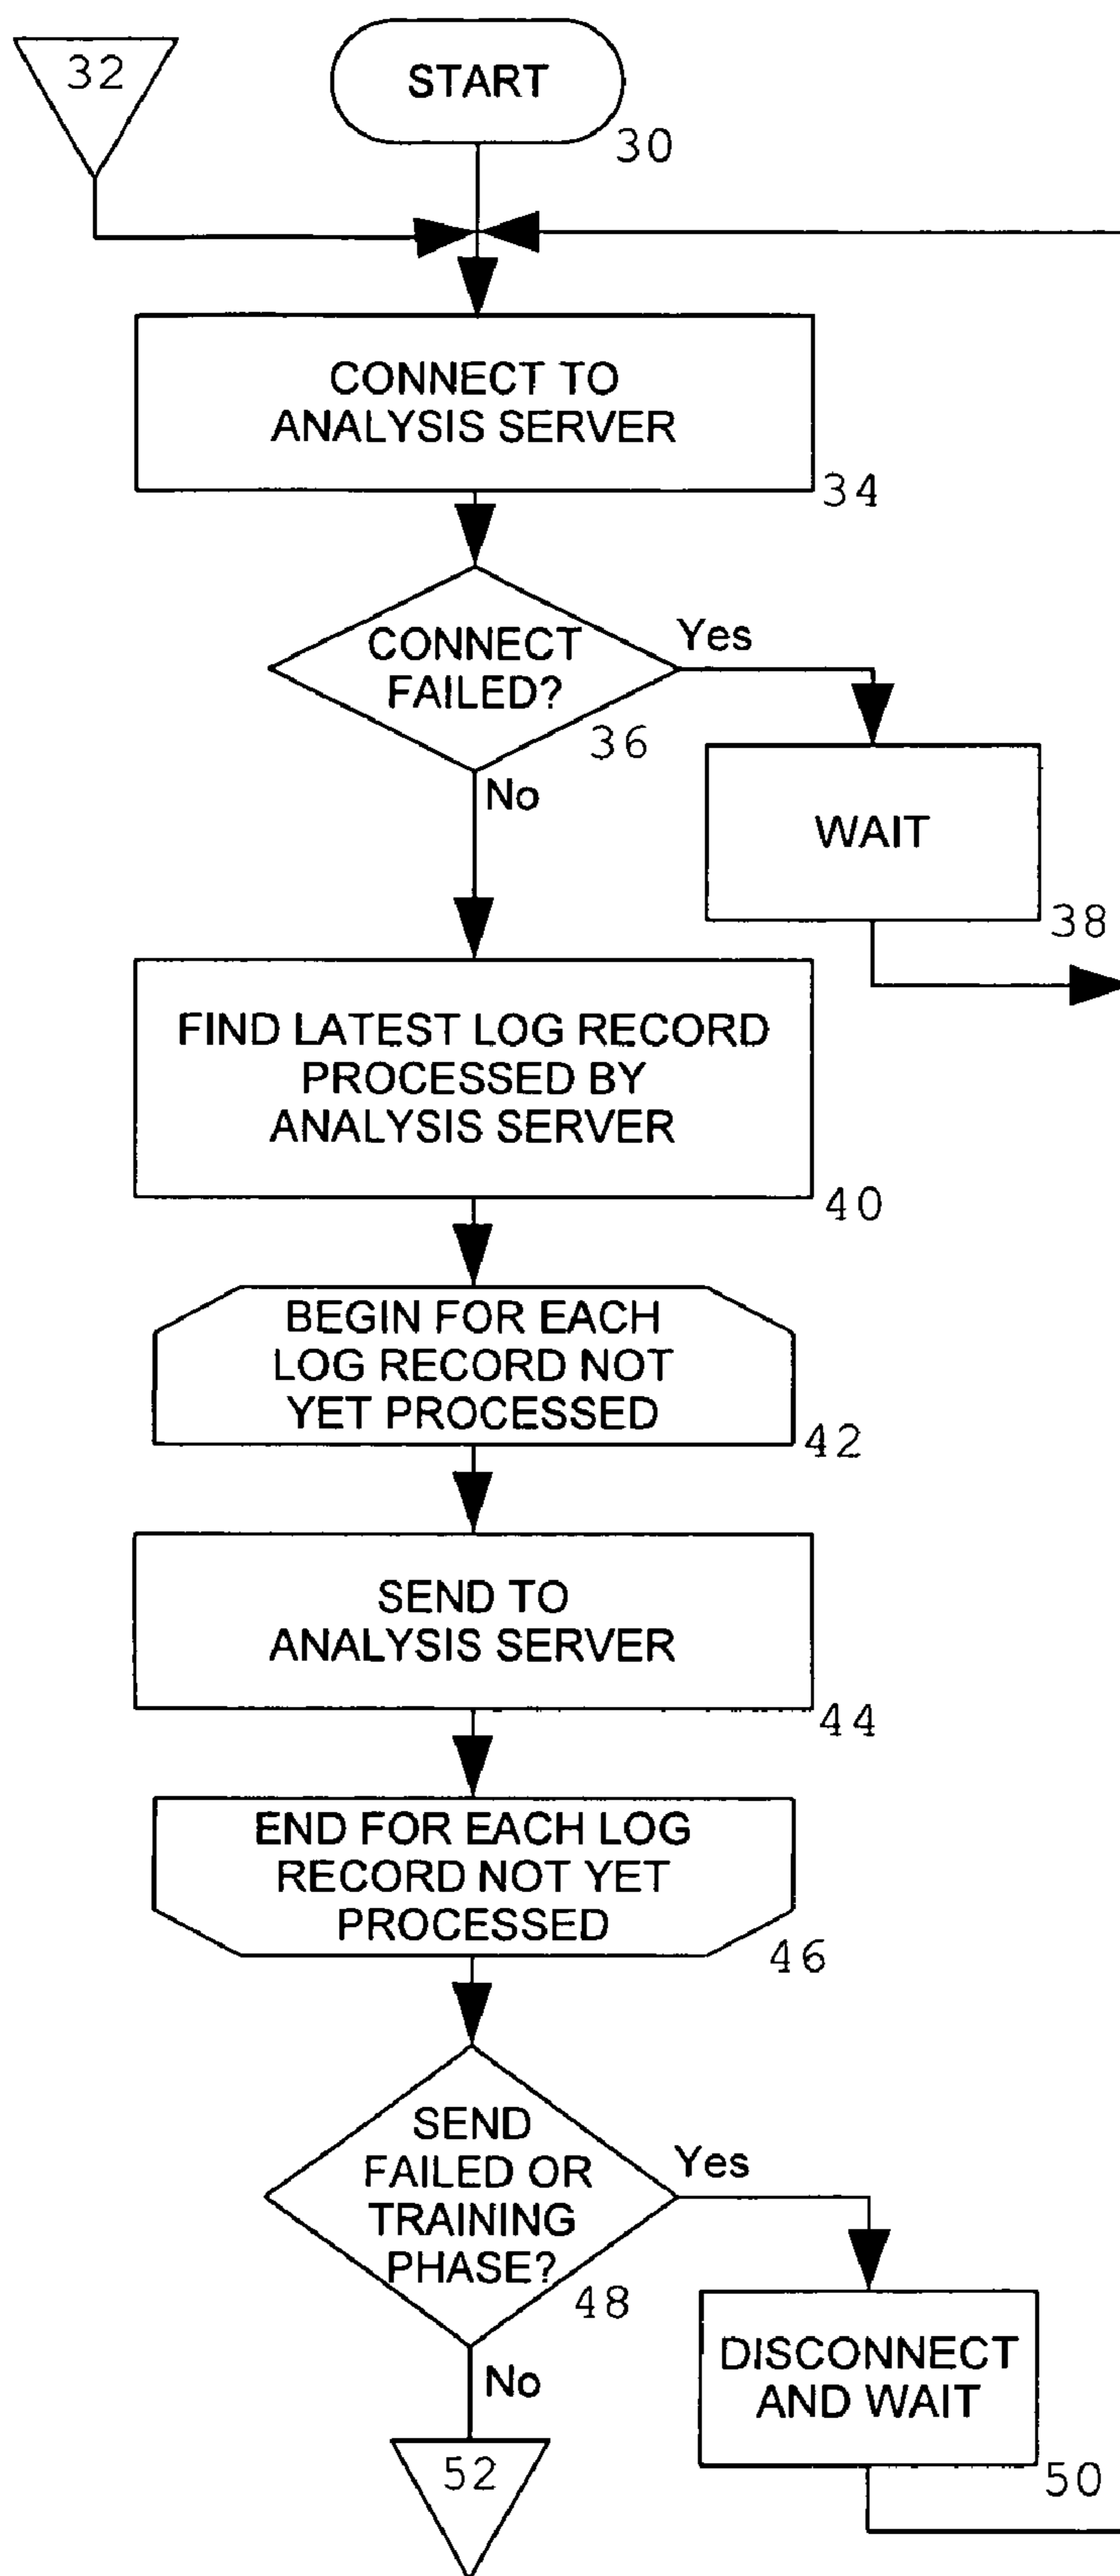 32
START
30
CONNECT TO
ANALYSIS SERVER
34
CONNECT
FAILED?
36
Yes
No
WAIT
38
FIND LATEST LOG RECORD
PROCESSED BY
ANALYSIS SERVER
40
BEGIN FOR EACH
LOG RECORD NOT
YET PROCESSED
42
SEND TO
ANALYSIS SERVER
44
END FOR EACH LOG
RECORD NOT YET
PROCESSED
46
SEND
FAILED OR
TRAINING
PHASE?
48
Yes
No
DISCONNECT
AND WAIT
50
52